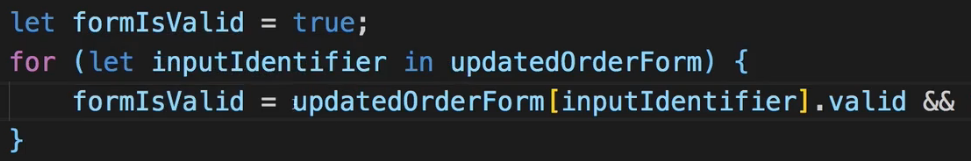 let formIsValid = true;
for (let inputIdentifier in updatedOrderForm) {
    formIsValid = updatedOrderForm[inputIdentifier].valid &&
}